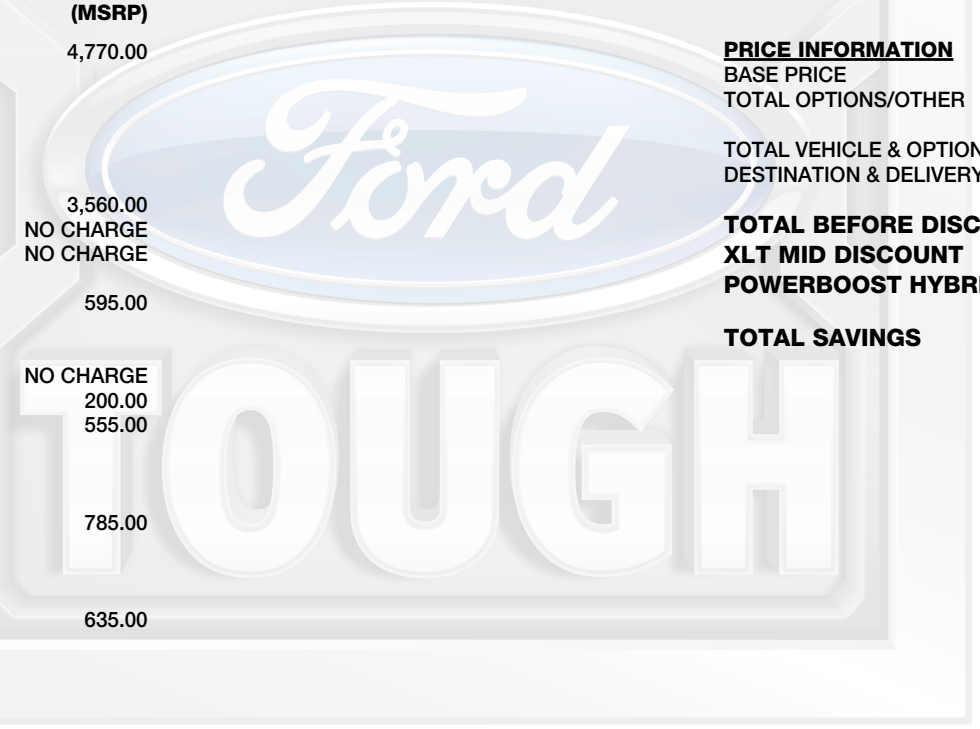 (MSRP)
4,770.00
3,560.00
NO CHARGE
NO CHARGE
595.00
NO CHARGE
200.00
555.00
785.00
635.00
Ford
TOUGH
PRICE INFORMATION
BASE PRICE
TOTAL OPTIONS/OTHER
TOTAL VEHICLE & OPTION
DESTINATION & DELIVERY
TOTAL BEFORE DISC
XLT MID DISCOUNT
POWERBOOST HYBRI
TOTAL SAVINGS